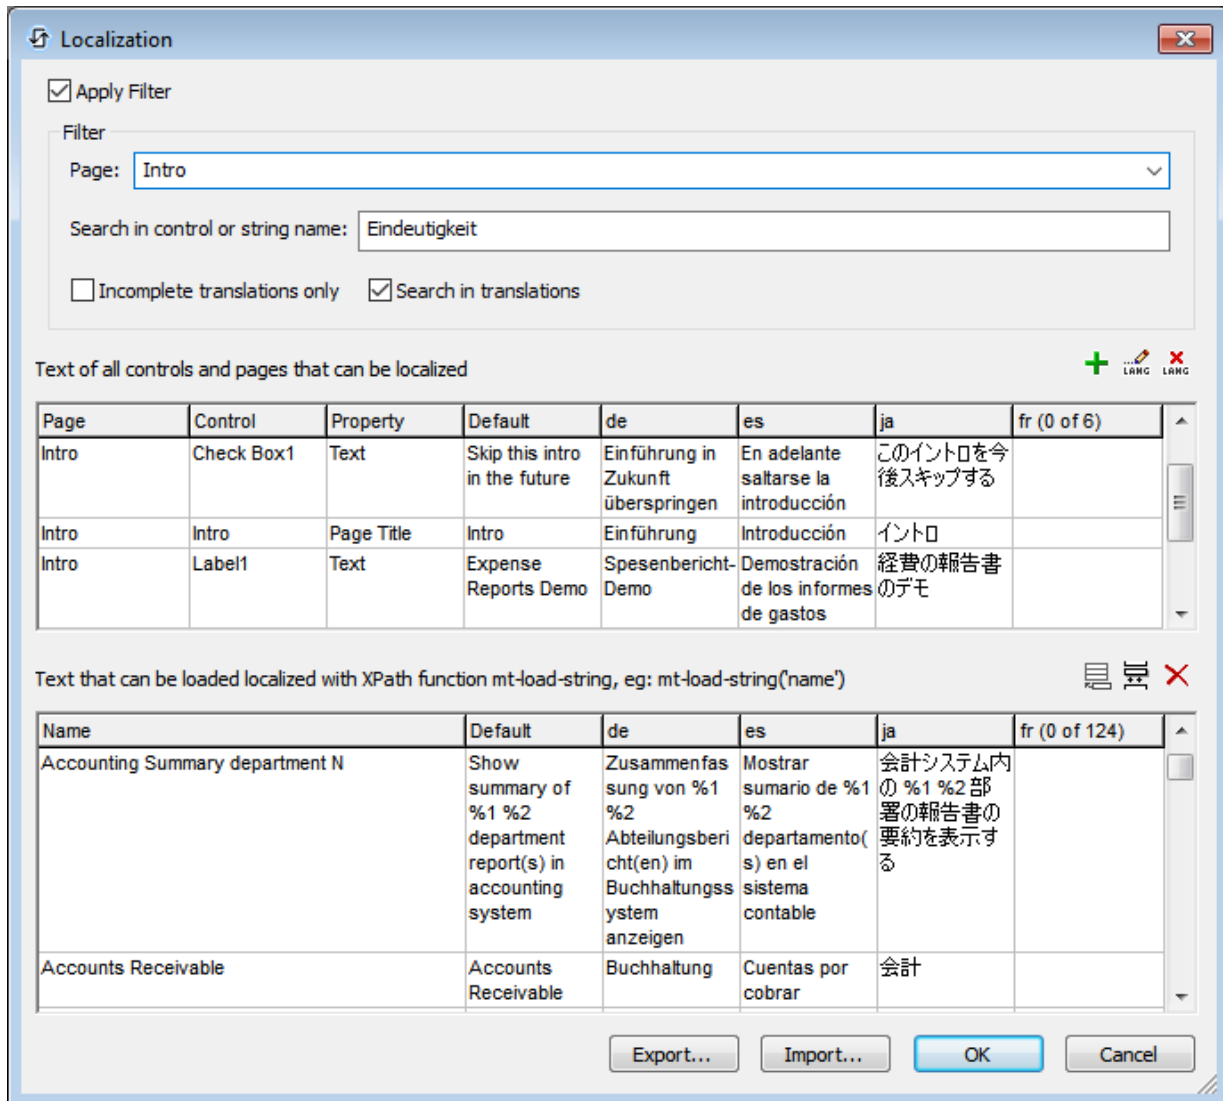 Localization
Apply Filter
Filter
Page: Intro
Search in control or string name: Eindeutigkeit
Incomplete translations only Search in translations
Text of all controls and pages that can be localized
LANG LANG
Page Control Property Default de es ja fr (0 of 6)
Intro Check Box1 Text Skip this intro Einführung in En adelante このイントロを今
in the future Zukunft saltarse la 後スキップする
überspringen introducción
Intro Intro Page Title Intro Einführung Introducción イントロ
Intro Label1 Text Expense Spesenbericht- Demostración 経費の報告書
Reports Demo Demo de los informes のデモ
de gastos
Text that can be loaded localized with XPath function mt-load-string, eg: mt-load-string('name')
Name Default de es ja fr (0 of 124)
Accounting Summary department N Show Zusammenfas Mostrar 会計システム内
summary of sung von %1 sumario de %1 の %1 %2 部
%1 %2 %2 %2 署の報告書の
department Abteilungsberi departamento( 要約を表示す
report(s) in cht(en) im s) en el る
accounting Buchhaltungss sistema
system ystem contable
anzeigen
Accounts Receivable Accounts Buchhaltung Cuentas por 会計
Receivable cobrar
Export... Import... OK Cancel